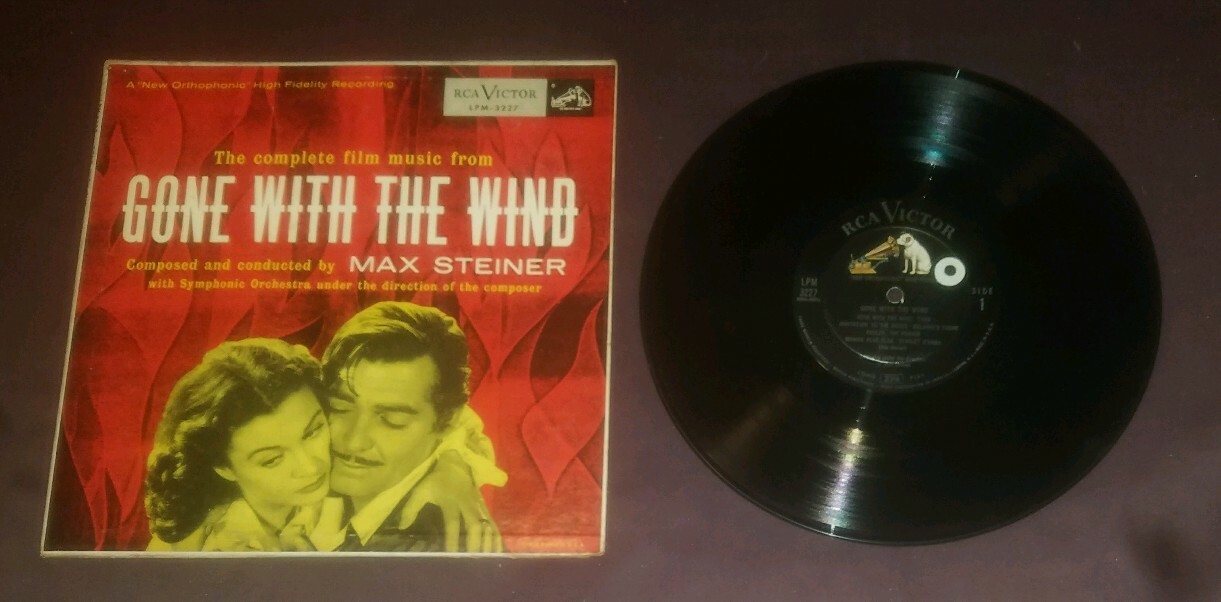 A "New Orthophonic" High Fidelity Recording
RCA VICTOR
LPM-3227
The complete film music from
GONE WITH THE WIND
Composed and conducted by MAX STEINER
with Symphonic Orchestra under the direction of the composer
RCA VICTOR
LPM
3227
SIDE
1
GONE WITH THE WIND